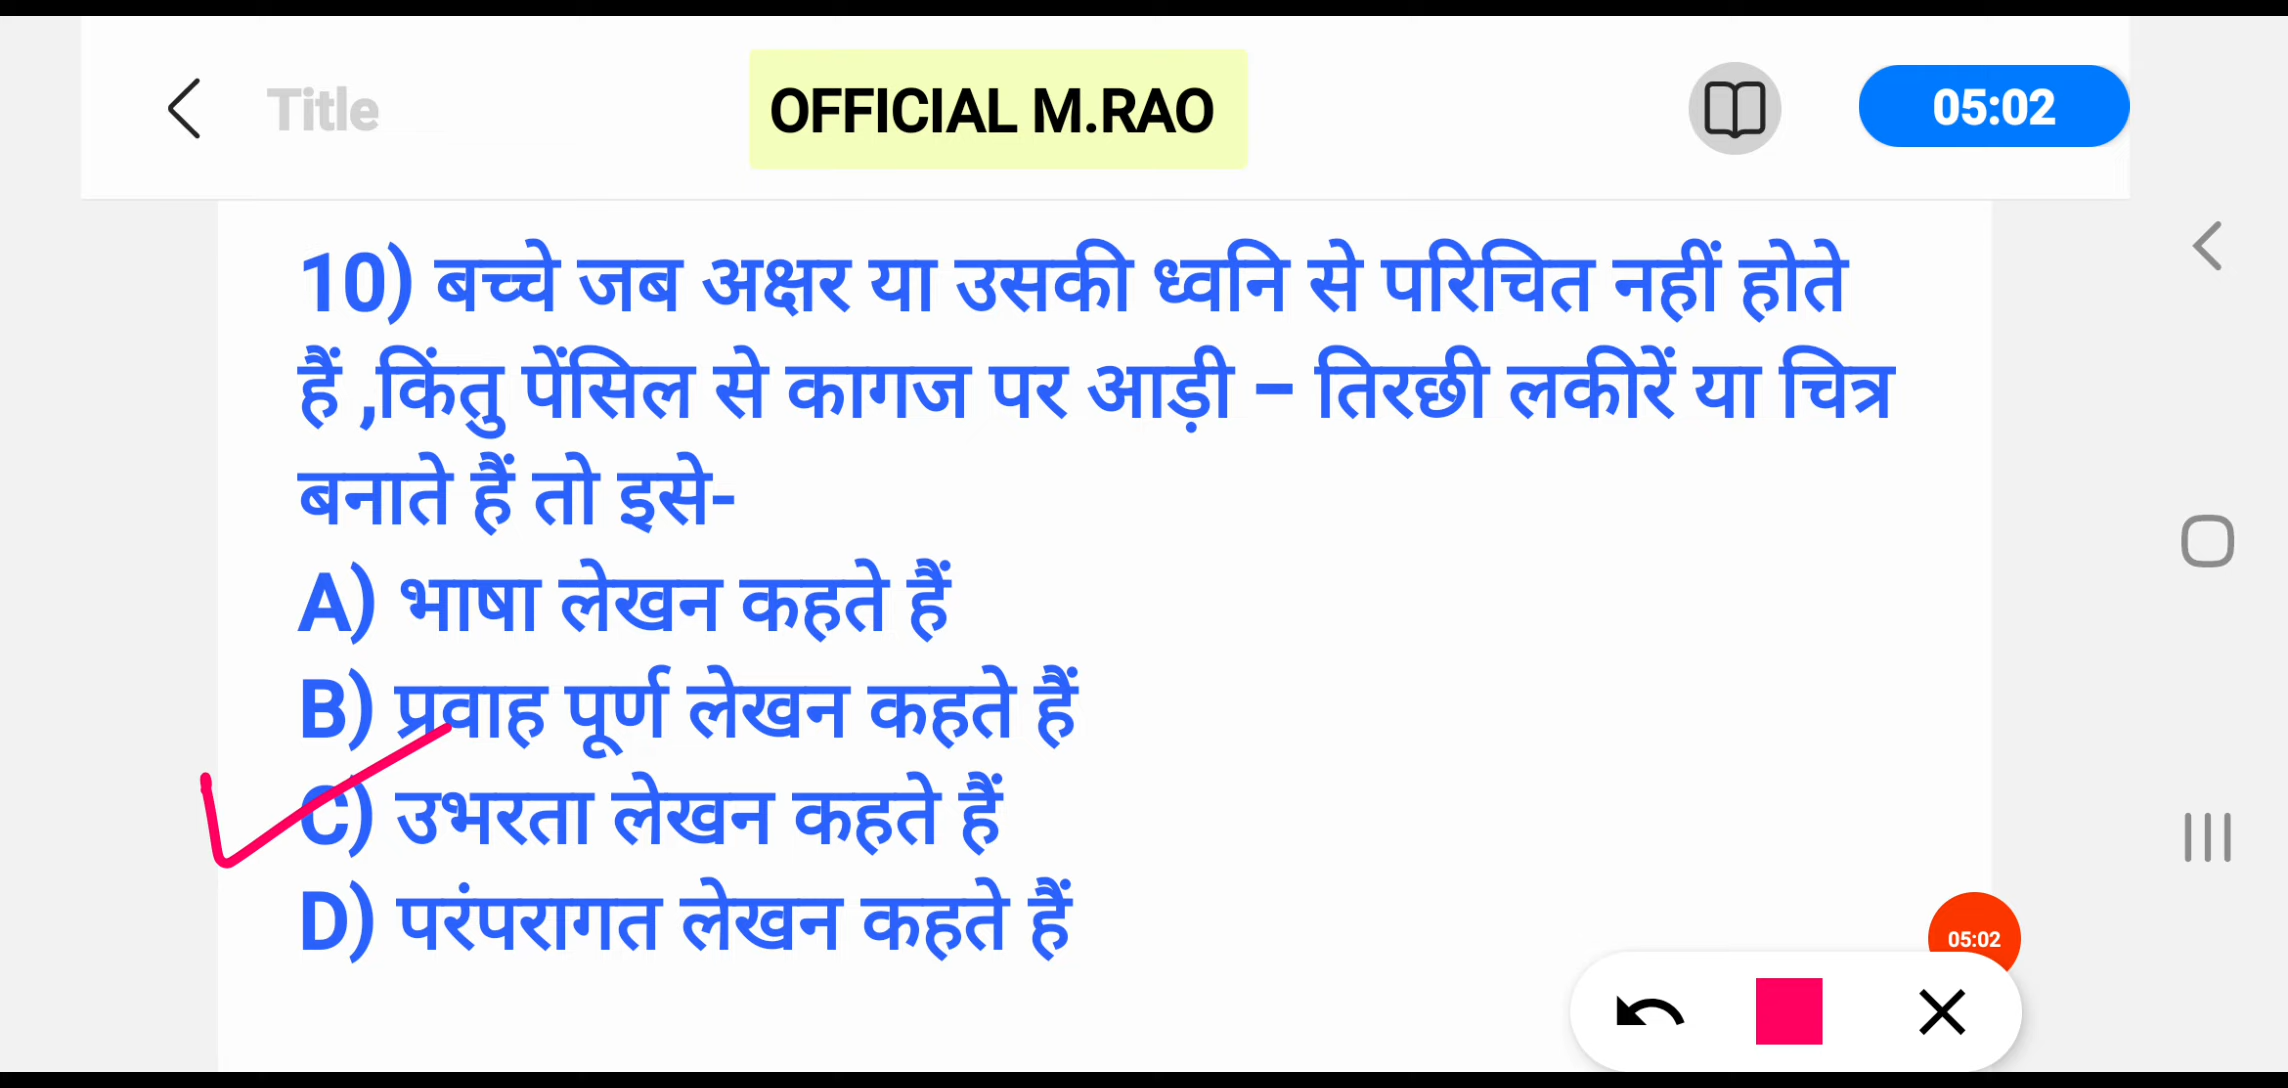 Title
OFFICIAL M.RAO
05:02
10) बच्चे जब अक्षर या उसकी ध्वनि से परिचित नहीं होते
हैं ,किंतु पेंसिल से कागज पर आड़ी – तिरछी लकीरें या चित्र
बनाते हैं तो इसे-
A) भाषा लेखन कहते हैं
B) प्रवाह पूर्ण लेखन कहते हैं
C) उभरता लेखन कहते हैं
D) परंपरागत लेखन कहते हैं
05:02